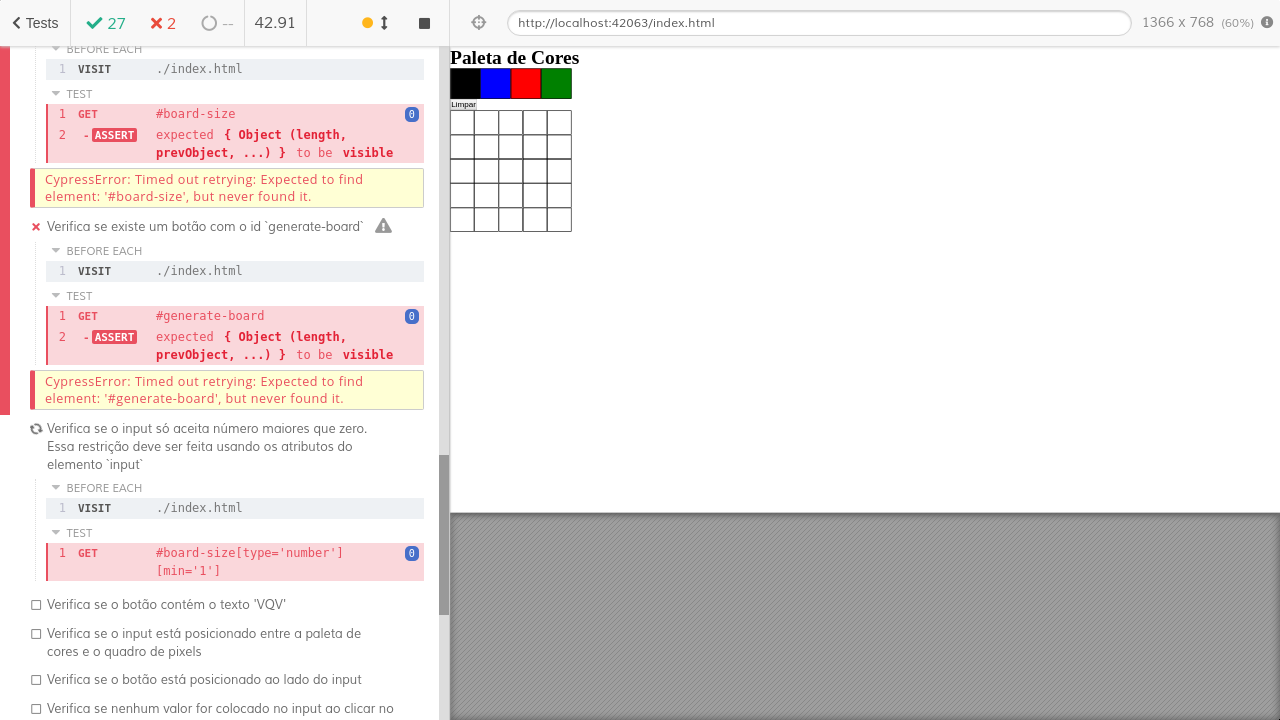 Tests
27
2
--
42.91
http://localhost:42063/index.html
1366 x 768 (60%)
BEFORE EACH
1 VISIT ./index.html
TEST
1 GET #board-size 0
2 -ASSERT expected { Object (length,
prevObject, ...) } to be visible
CypressError: Timed out retrying: Expected to find
element: '#board-size', but never found it.
Verifica se existe um botão com o id `generate-board`
BEFORE EACH
1 VISIT ./index.html
TEST
1 GET #generate-board 0
2 -ASSERT expected { Object (length,
prevObject, ...) } to be visible
CypressError: Timed out retrying: Expected to find
element: '#generate-board', but never found it.
Verifica se o input só aceita número maiores que zero.
Essa restrição deve ser feita usando os atributos do
elemento `input`
BEFORE EACH
1 VISIT ./index.html
TEST
1 GET #board-size[type='number'] 0
[min='1']
Verifica se o botão contém o texto 'VQV'
Verifica se o input está posicionado entre a paleta de
cores e o quadro de pixels
Verifica se o botão está posicionado ao lado do input
Verifica se nenhum valor for colocado no input ao clicar no
Paleta de Cores
Limpar